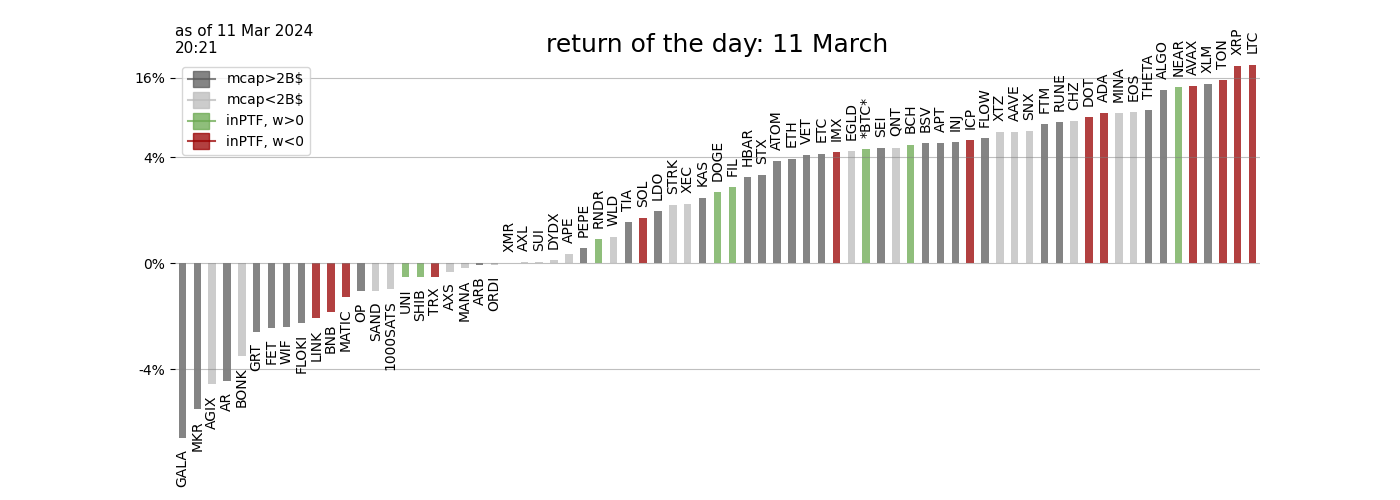 as of 11 Mar 2024
20:21
return of the day: 11 March
mcap>2B$
mcap<2B$
inPTF, w>0
inPTF, w<0
16%
4%
0%
-4%
GALA
MKR
AGIX
AR
BONK
GRT
FET
WIF
FLOKI
LINK
BNB
MATIC
OP
SAND
1000SATS
UNI
SHIB
TRX
AXS
MANA
ARB
ORDI
XMR
AXL
SUI
DYDX
APE
PEPE
RNDR
WLD
TIA
SOL
LDO
STRK
XEC
KAS
DOGE
FIL
HBAR
STX
ATOM
ETH
VET
ETC
IMX
EGLD
*BTC*
SEI
QNT
BCH
BSV
APT
INJ
ICP
FLOW
XTZ
AAVE
SNX
FTM
RUNE
CHZ
DOT
ADA
MINA
EOS
THETA
ALGO
NEAR
AVAX
XLM
TON
XRP
LTC